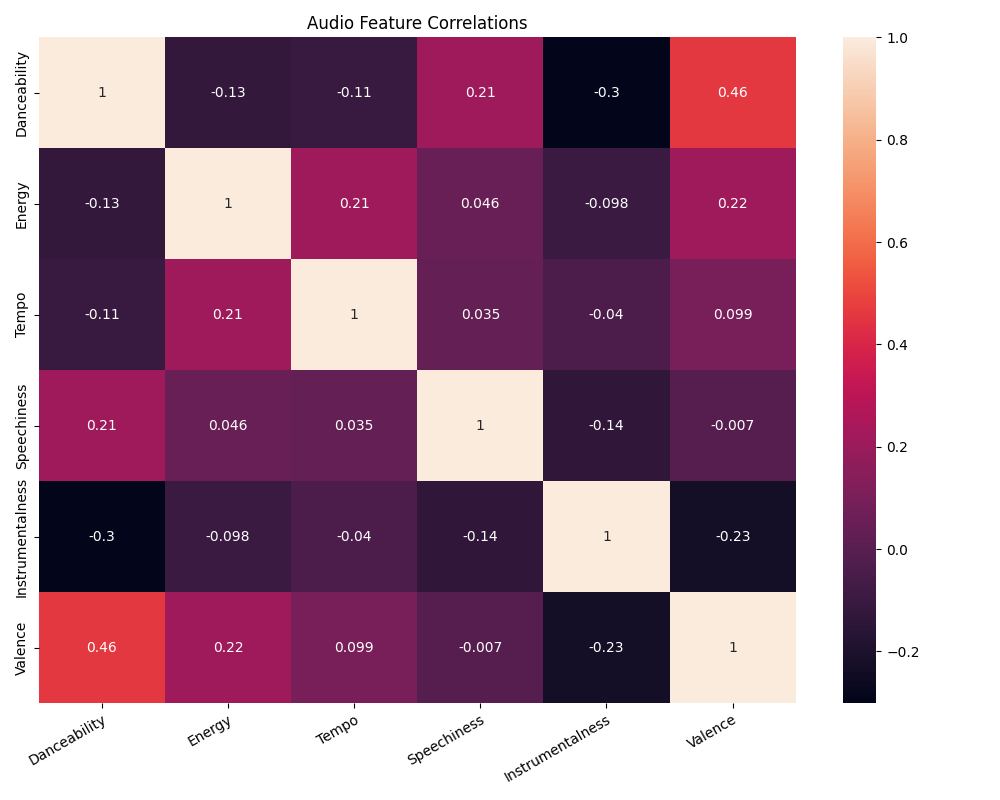 Audio Feature Correlations
Danceability 1 -0.13 -0.11 0.21 -0.3 0.46
Energy -0.13 1 0.21 0.046 -0.098 0.22
Tempo -0.11 0.21 1 0.035 -0.04 0.099
Speechiness 0.21 0.046 0.035 1 -0.14 -0.007
Instrumentalness -0.3 -0.098 -0.04 -0.14 1 -0.23
Valence 0.46 0.22 0.099 -0.007 -0.23 1
Danceability Energy Tempo Speechiness Instrumentalness Valence
1.0
0.8
0.6
0.4
0.2
0.0
−0.2